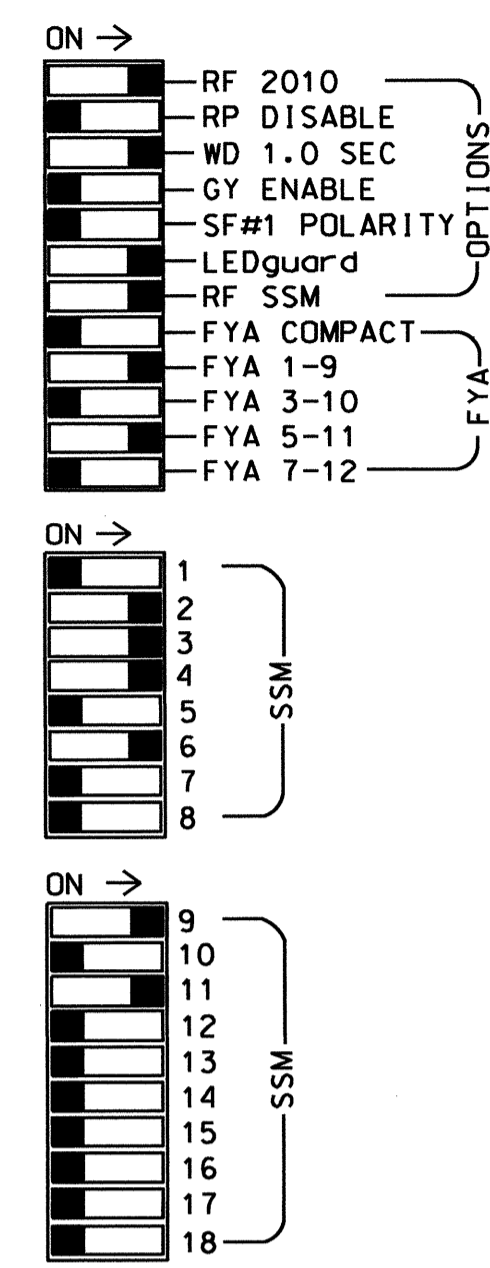 ON →
RF 2010
RP DISABLE
WD 1.0 SEC
GY ENABLE
SF#1 POLARITY
LEDguard
RF SSM
OPTIONS
FYA COMPACT
FYA 1-9
FYA 3-10
FYA 5-11
FYA 7-12
FYA
ON →
1
2
3
4
5
6
7
8
SSM
ON →
9
10
11
12
13
14
15
16
17
18
SSM